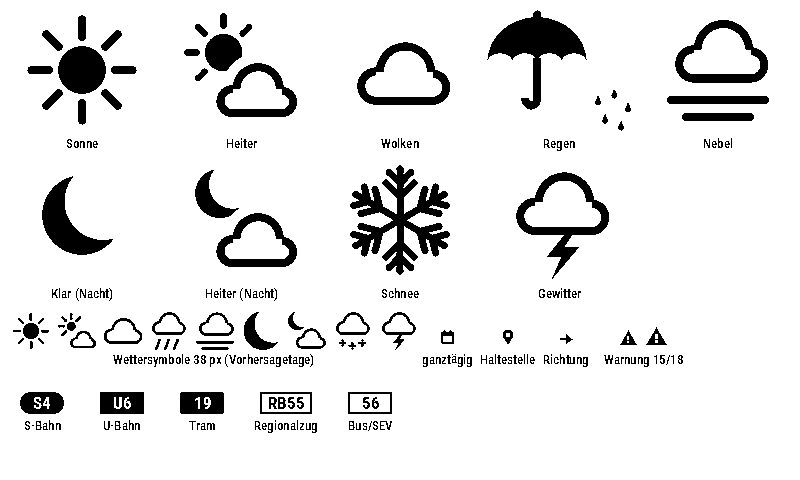 Sonne Heiter Wolken Regen Nebel
Klar (Nacht) Heiter (Nacht) Schnee Gewitter
Wettersymbole 38 px (Vorhersagetage) ganztägig Haltestelle Richtung Warnung 15/18
S4 U6 19 RB55 56
S-Bahn U-Bahn Tram Regionalzug Bus/SEV